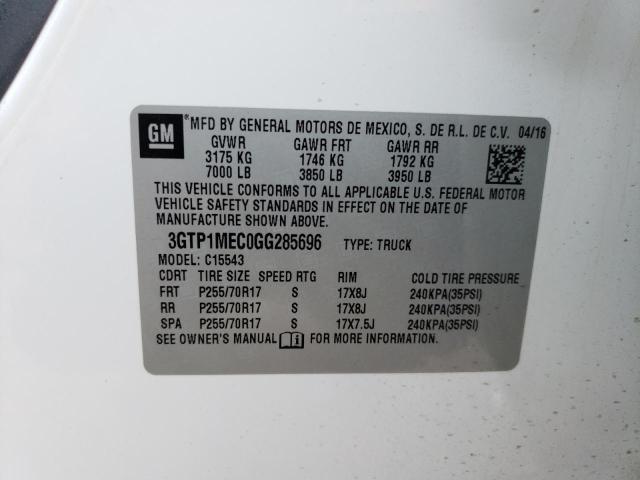 GM ®MFD BY GENERAL MOTORS DE MEXICO, S. DE R.L. DE C.V. 04/16
GVWR GAWR FRT GAWR RR
3175 KG 1746 KG 1792 KG
7000 LB 3850 LB 3950 LB
THIS VEHICLE CONFORMS TO ALL APPLICABLE U.S. FEDERAL MOTOR
VEHICLE SAFETY STANDARDS IN EFFECT ON THE DATE OF
MANUFACTURE SHOWN ABOVE.
3GTP1MEC0GG285696 TYPE: TRUCK
MODEL: C15543
CDRT TIRE SIZE SPEED RTG RIM COLD TIRE PRESSURE
FRT P255/70R17 S 17X8J 240KPA(35PSI)
RR P255/70R17 S 17X8J 240KPA(35PSI)
SPA P255/70R17 S 17X7.5J 240KPA(35PSI)
SEE OWNER'S MANUAL FOR MORE INFORMATION.